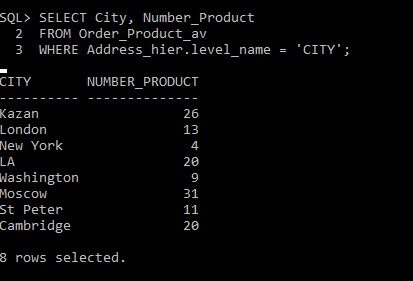 SQL> SELECT City, Number_Product
  2  FROM Order_Product_av
  3  WHERE Address_hier.level_name = 'CITY';
CITY       NUMBER_PRODUCT
---------- --------------
Kazan                  26
London                 13
New York                4
LA                     20
Washington              9
Moscow                 31
St Peter               11
Cambridge              20
8 rows selected.